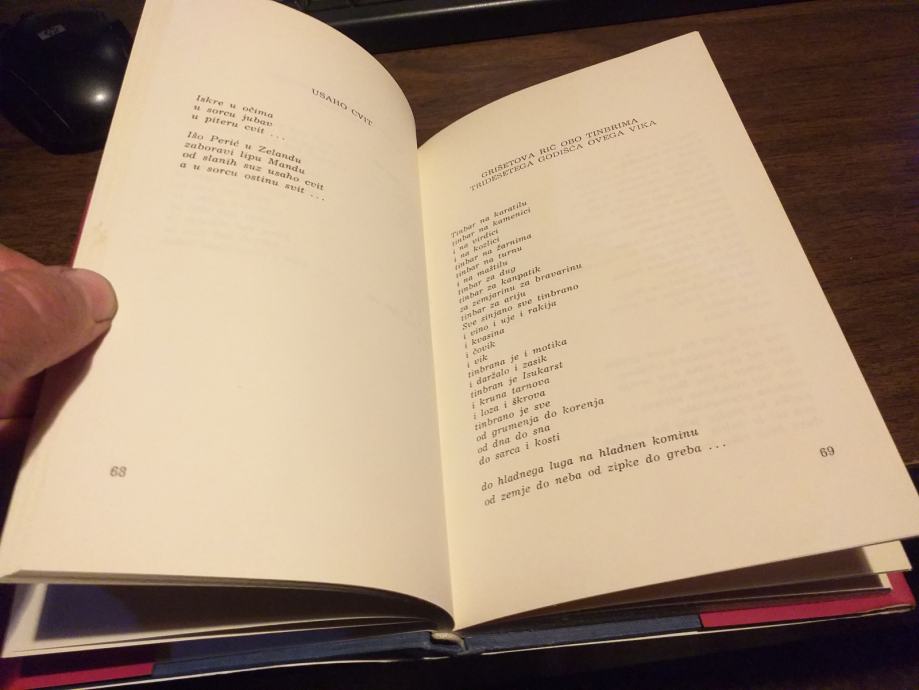 USAHO CVIT
Iskre u očima
u sorcu jubav
u piteru cvit ...
Išo Perić u Zelandu
zaboravi lipu Mandu
od slanih suz usaho cvit
a u sorcu ostinu svit ...
68
GRIŠETOVA RIČ OBO TINBRIMA
TRIDESETEGA GODIŠĆA OVEGA VIKA
Tinbar na karatilu
tinbar na kamenici
i na virdici
i na kozlici
tinbar na žarnima
tinbar na turnu
i na maštilu
tinbar za dug
tinbar za kanpatik
za zemjarinu za bravarinu
tinbar za ariju
Sve sinjano sve tinbrano
i vino i uje i rakija
i kvasina
i čovik
i vik
tinbrana je i motika
i daržalo i zasik
tinbran je Isukarst
i kruna tarnova
i loza i škrova
tinbrano je sve
od grumenja do korenja
od dna do sna
do sarca i kosti
do hladnega luga na hladnen kominu
od zemje do neba od zipke do greba ...
69